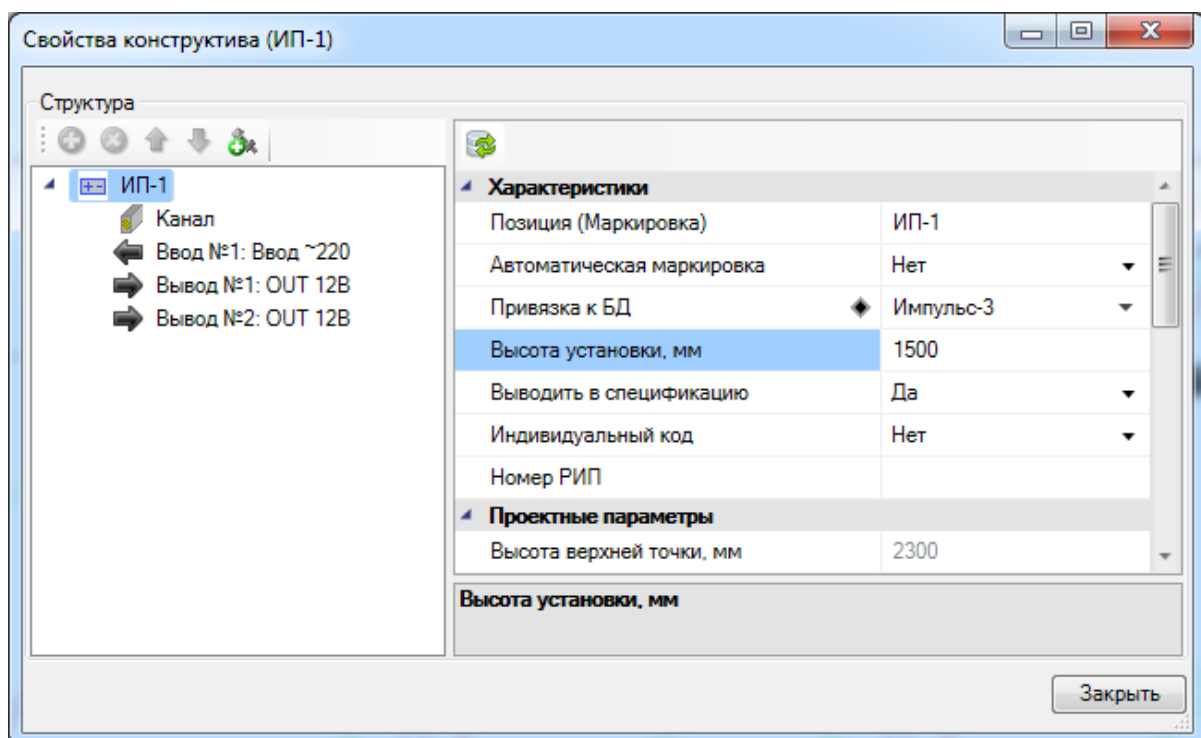 Свойства конструктива (ИП-1)
Структура
ИП-1
Канал
Ввод №1: Ввод ~220
Вывод №1: OUT 12В
Вывод №2: OUT 12В
Характеристики
Позиция (Маркировка) ИП-1
Автоматическая маркировка Нет
Привязка к БД Импульс-3
Высота установки, мм 1500
Выводить в спецификацию Да
Индивидуальный код Нет
Номер РИП
Проектные параметры
Высота верхней точки, мм 2300
Высота установки, мм
Закрыть